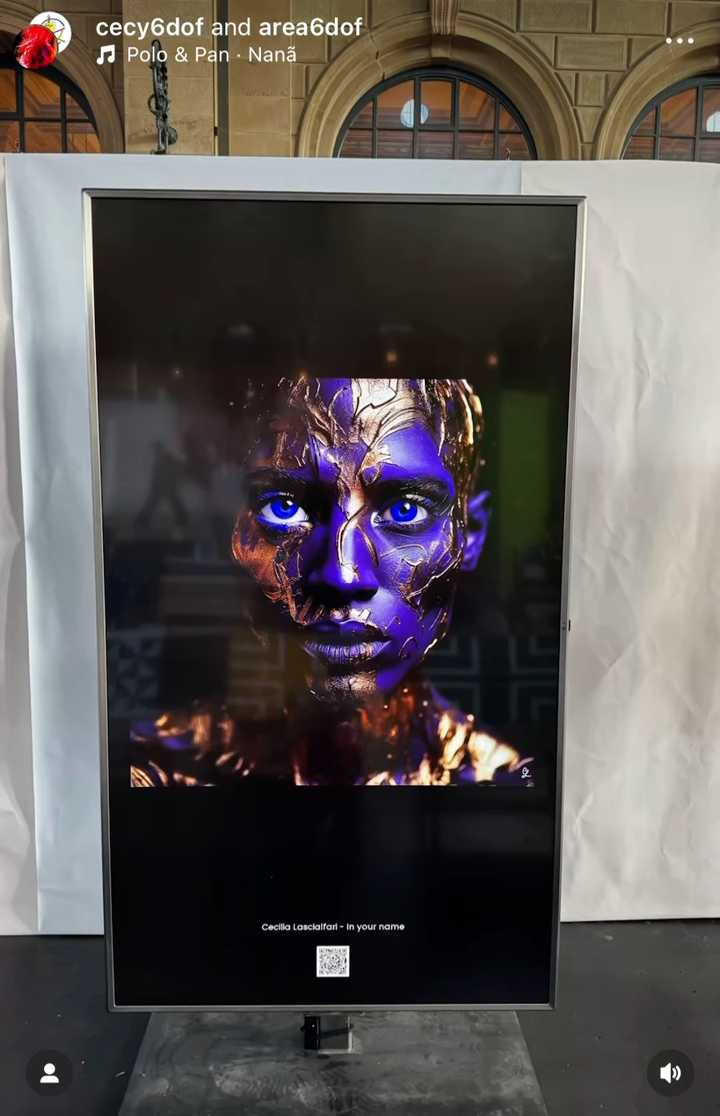 cecy6dof and area6dof
Polo & Pan · Nanã
Cecilia Lascialfari - In your name